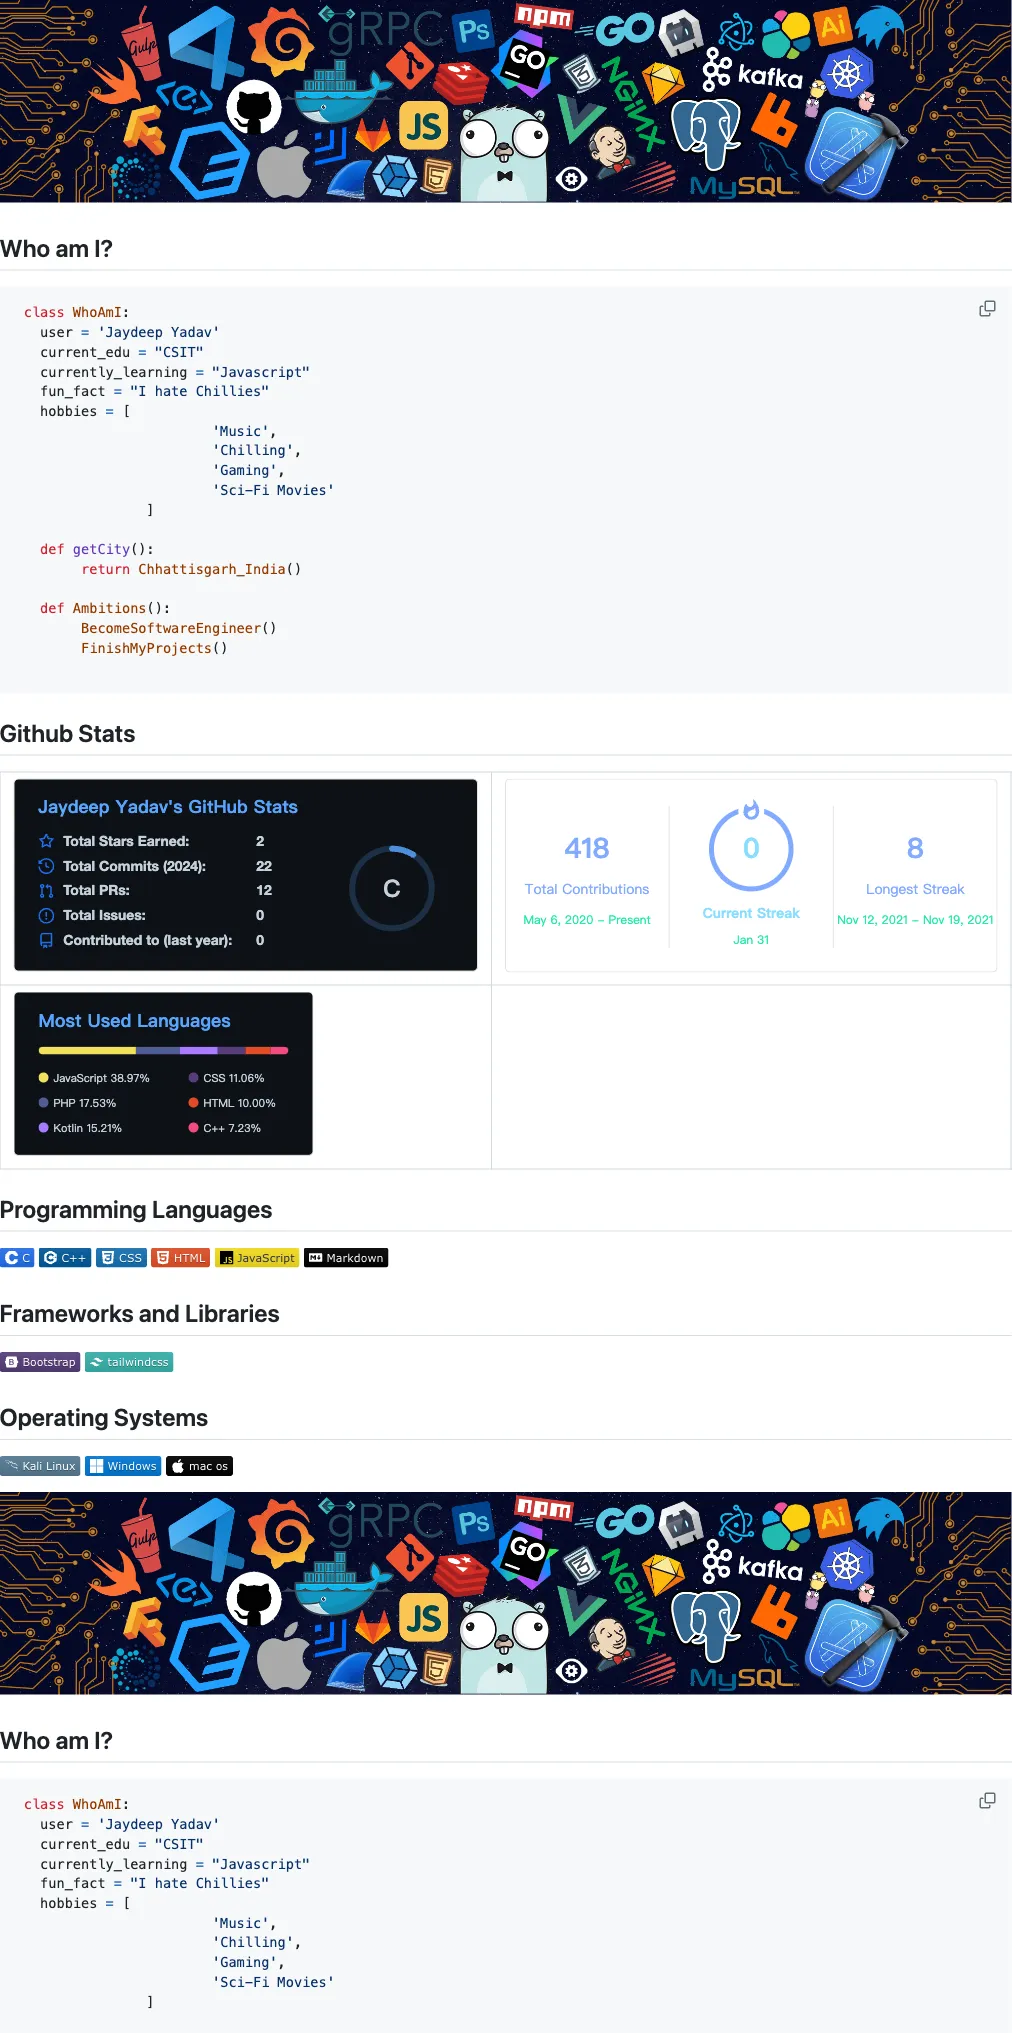 Gulp
gRPC
Ps
npm
GO
Ai
GO
kafka
NGINX
JS
MySQL
Who am I?
class WhoAmI:
user = 'Jaydeep Yadav'
current_edu = "CSIT"
currently_learning = "Javascript"
fun_fact = "I hate Chillies"
hobbies = [
'Music',
'Chilling',
'Gaming',
'Sci-Fi Movies'
]
def getCity():
return Chhattisgarh_India()
def Ambitions():
BecomeSoftwareEngineer()
FinishMyProjects()
Github Stats
Jaydeep Yadav's GitHub Stats
Total Stars Earned: 2
Total Commits (2024): 22
Total PRs: 12
Total Issues: 0
Contributed to (last year): 0
C
418
Total Contributions
May 6, 2020 - Present
0
Current Streak
Jan 31
8
Longest Streak
Nov 12, 2021 - Nov 19, 2021
Most Used Languages
JavaScript 38.97%
CSS 11.06%
PHP 17.53%
HTML 10.00%
Kotlin 15.21%
C++ 7.23%
Programming Languages
C C++ CSS HTML JavaScript Markdown
Frameworks and Libraries
Bootstrap tailwindcss
Operating Systems
Kali Linux Windows mac os
Gulp
gRPC
Ps
npm
GO
Ai
GO
kafka
NGINX
JS
MySQL
Who am I?
class WhoAmI:
user = 'Jaydeep Yadav'
current_edu = "CSIT"
currently_learning = "Javascript"
fun_fact = "I hate Chillies"
hobbies = [
'Music',
'Chilling',
'Gaming',
'Sci-Fi Movies'
]